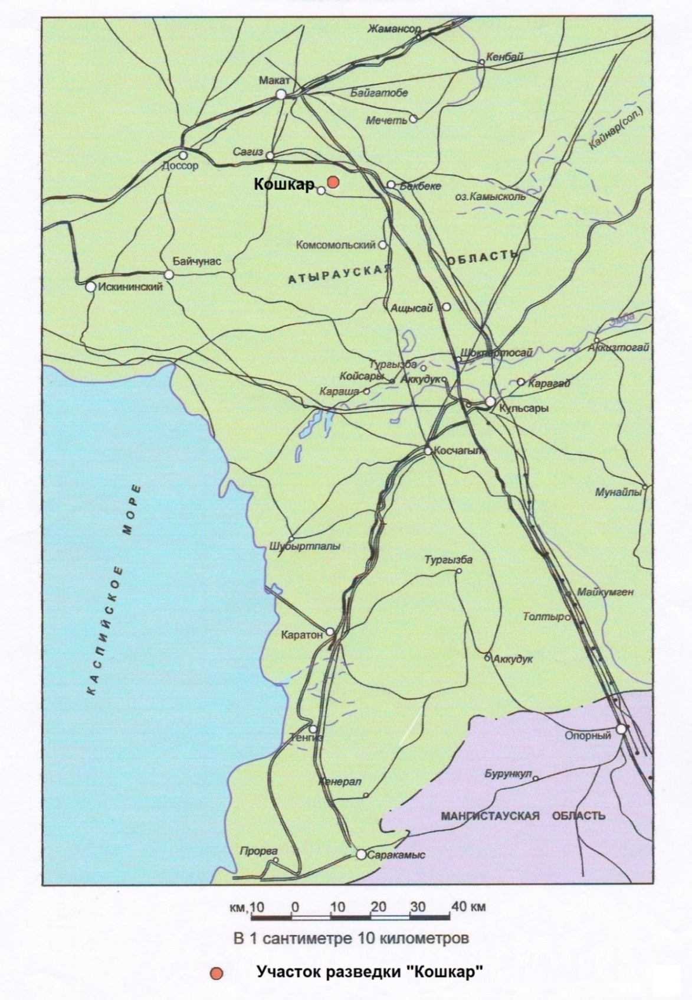 Жамансор
Кенбай
Макат
Байгатобе
Мечеть
Кайнар(сол.)
Сагиз
Доссор
Кошкар
Бекбеке
оз.Камысколь
Комсомольский
АТЫРАУСКАЯ ОБЛАСТЬ
Байчунас
Искининский
Ащысай
Эмба
Аккизтогай
Шокпартосай
Тургызба
Койсары
Аккудук
Карагай
Караша
Кульсары
Косчагыл
Мунайлы
КАСПИЙСКОЕ МОРЕ
Шубыртпалы
Тургызба
Майкумген
Толтыр
Каратон
Аккудук
Тенгиз
Опорный
Кенерал
Бурункул
МАНГИСТАУСКАЯ ОБЛАСТЬ
Прорва
Саракамыс
км,10 0 10 20 30 40 км
В 1 сантиметре 10 километров
Участок разведки "Кошкар"